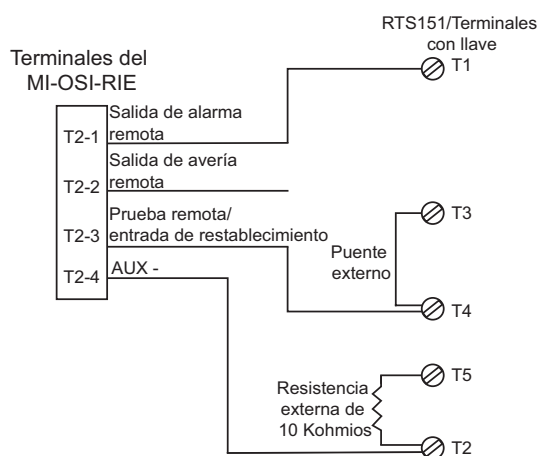 RTS151/Terminales
con llave
T1
Terminales del
MI-OSI-RIE
T2-1
Salida de alarma
remota
T2-2
Salida de avería
remota
T2-3
Prueba remota/
entrada de restablecimiento
T2-4
AUX -
T3
Puente
externo
T4
T5
Resistencia
externa de
10 Kohmios
T2